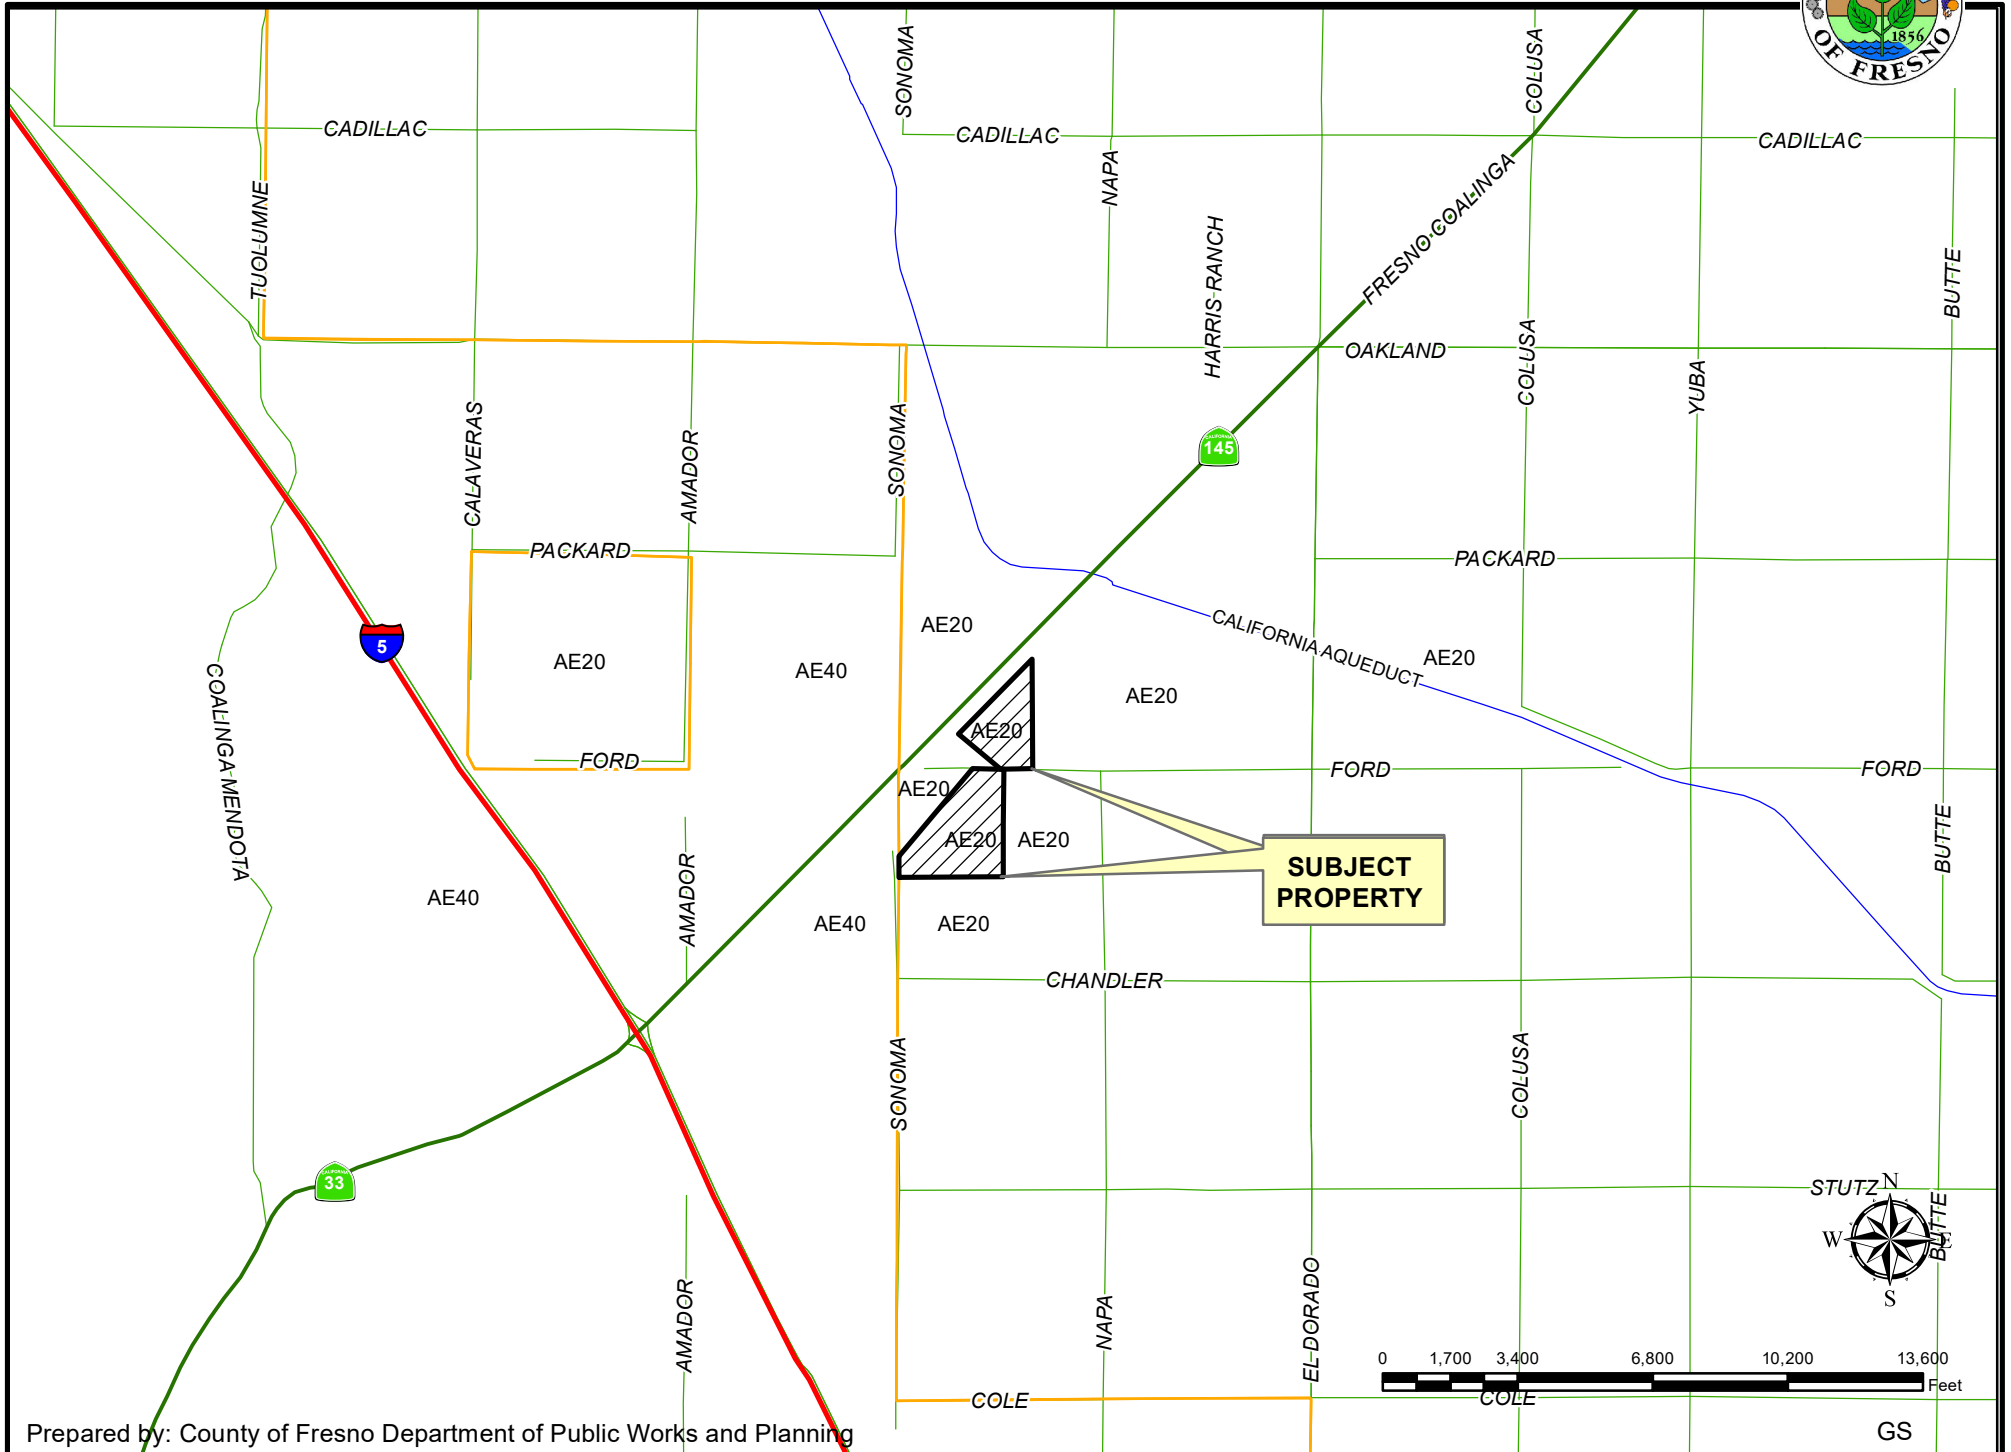 1856
OF FRESNO
SONOMA
COLUSA
CADILLAC
CADILLAC
CADILLAC
NAPA
TUOLUMNE
FRESNO-COALINGA
HARRIS RANCH
BUTTE
OAKLAND
COLUSA
YUBA
CALAVERAS
AMADOR
SONOMA
CALIFORNIA
145
PACKARD
PACKARD
AE20
CALIFORNIA AQUEDUCT
5
AE20
AE40
AE20
AE20
COALINGA-MENDOTA
AE20
FORD
FORD
FORD
AE20
AE20
AE20
BUTTE
SUBJECT
PROPERTY
AE40
AMADOR
AE40
AE20
CHANDLER
SONOMA
COLUSA
CALIFORNIA
33
STUTZ
N
W
E
S
BUTTE
AMADOR
NAPA
EL DORADO
0 1,700 3,400 6,800 10,200 13,600
Feet
COLE
COLE
Prepared by: County of Fresno Department of Public Works and Planning
GS